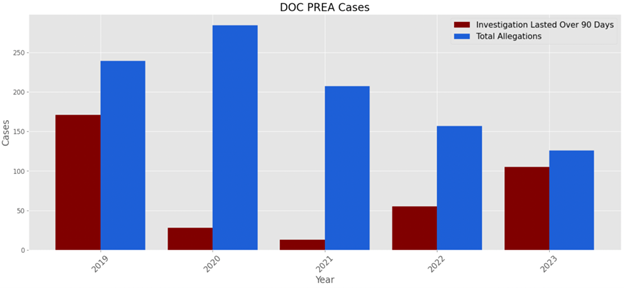 DOC PREA Cases
Investigation Lasted Over 90 Days
Total Allegations
Cases
250
200
150
100
50
0
2019
2020
2021
2022
2023
Year